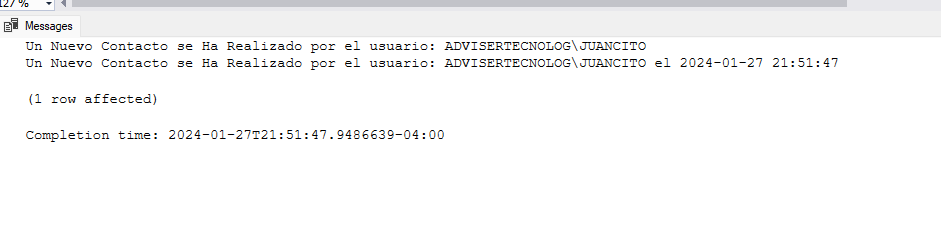 127 %
Messages
Un Nuevo Contacto se Ha Realizado por el usuario: ADVISERTECNOLOG\JUANCITO
Un Nuevo Contacto se Ha Realizado por el usuario: ADVISERTECNOLOG\JUANCITO el 2024-01-27 21:51:47
(1 row affected)
Completion time: 2024-01-27T21:51:47.9486639-04:00